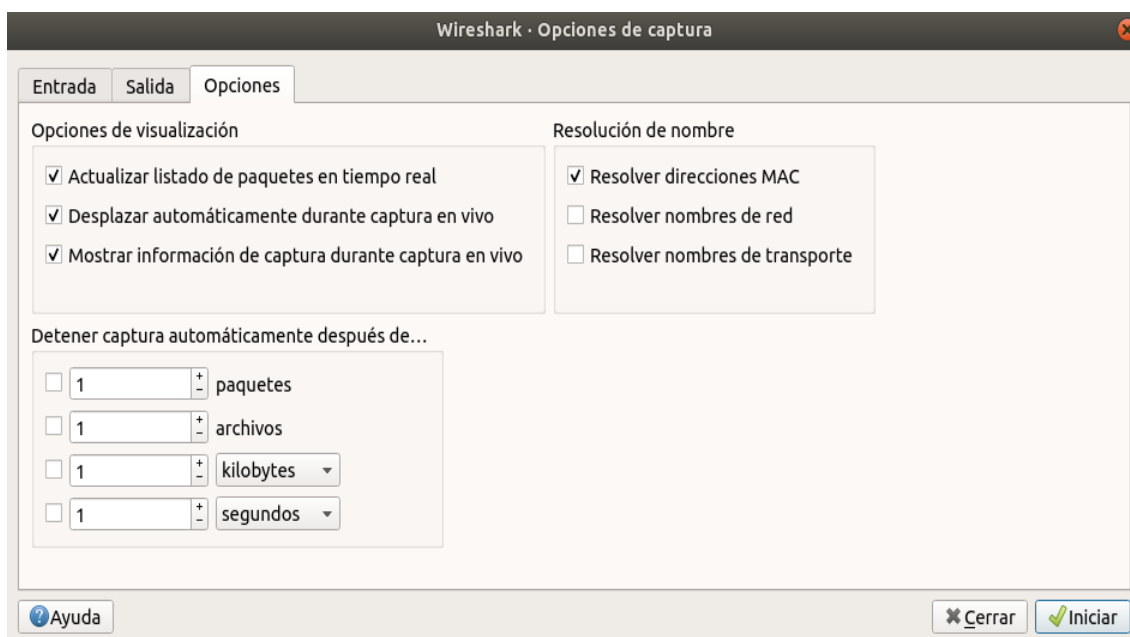 Wireshark · Opciones de captura
Entrada Salida Opciones
Opciones de visualización
Actualizar listado de paquetes en tiempo real
Desplazar automáticamente durante captura en vivo
Mostrar información de captura durante captura en vivo
Resolución de nombre
Resolver direcciones MAC
Resolver nombres de red
Resolver nombres de transporte
Detener captura automáticamente después de…
1 paquetes
1 archivos
1 kilobytes
1 segundos
Ayuda
Cerrar
Iniciar